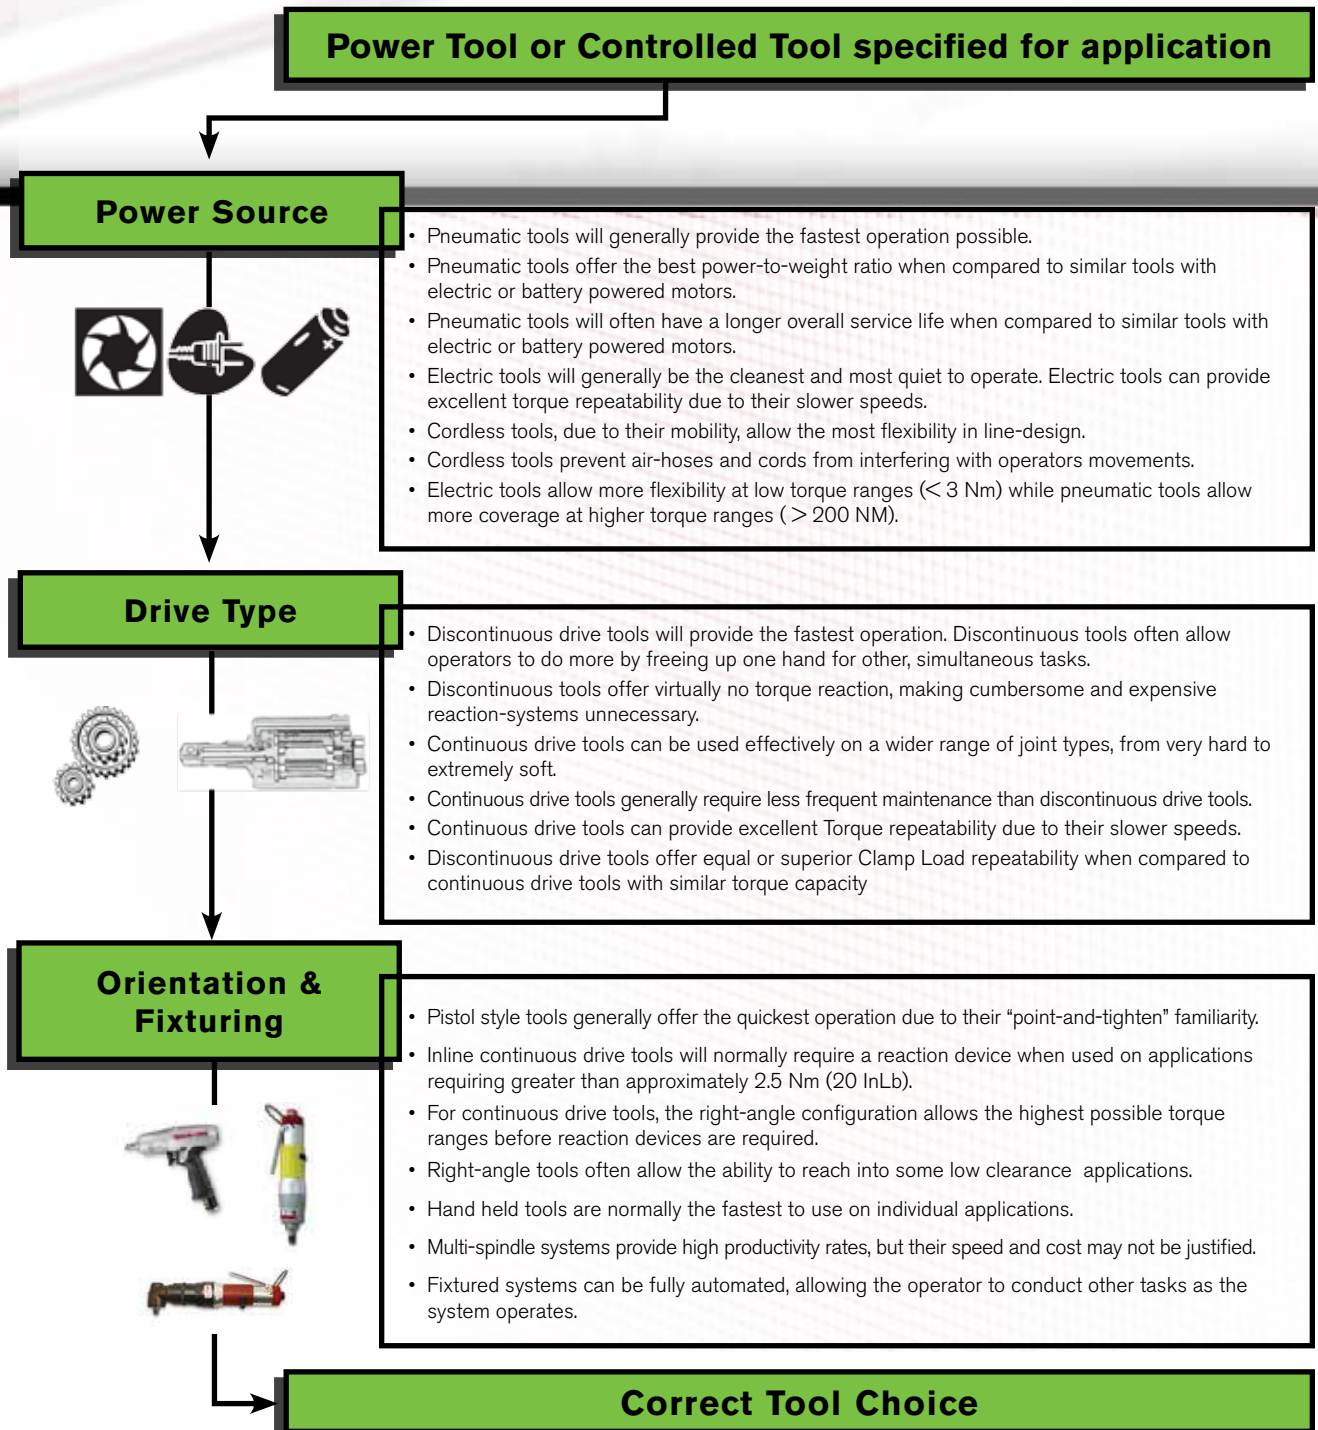 Power Tool or Controlled Tool specified for application
Power Source
• Pneumatic tools will generally provide the fastest operation possible.
• Pneumatic tools offer the best power-to-weight ratio when compared to similar tools with
electric or battery powered motors.
• Pneumatic tools will often have a longer overall service life when compared to similar tools with
electric or battery powered motors.
• Electric tools will generally be the cleanest and most quiet to operate. Electric tools can provide
excellent torque repeatability due to their slower speeds.
• Cordless tools, due to their mobility, allow the most flexibility in line-design.
• Cordless tools prevent air-hoses and cords from interfering with operators movements.
• Electric tools allow more flexibility at low torque ranges (< 3 Nm) while pneumatic tools allow
more coverage at higher torque ranges ( > 200 NM).
Drive Type
• Discontinuous drive tools will provide the fastest operation. Discontinuous tools often allow
operators to do more by freeing up one hand for other, simultaneous tasks.
• Discontinuous tools offer virtually no torque reaction, making cumbersome and expensive
reaction-systems unnecessary.
• Continuous drive tools can be used effectively on a wider range of joint types, from very hard to
extremely soft.
• Continuous drive tools generally require less frequent maintenance than discontinuous drive tools.
• Continuous drive tools can provide excellent Torque repeatability due to their slower speeds.
• Discontinuous drive tools offer equal or superior Clamp Load repeatability when compared to
continuous drive tools with similar torque capacity
Orientation &
Fixturing
• Pistol style tools generally offer the quickest operation due to their “point-and-tighten” familiarity.
• Inline continuous drive tools will normally require a reaction device when used on applications
requiring greater than approximately 2.5 Nm (20 InLb).
• For continuous drive tools, the right-angle configuration allows the highest possible torque
ranges before reaction devices are required.
• Right-angle tools often allow the ability to reach into some low clearance applications.
• Hand held tools are normally the fastest to use on individual applications.
• Multi-spindle systems provide high productivity rates, but their speed and cost may not be justified.
• Fixtured systems can be fully automated, allowing the operator to conduct other tasks as the
system operates.
Correct Tool Choice